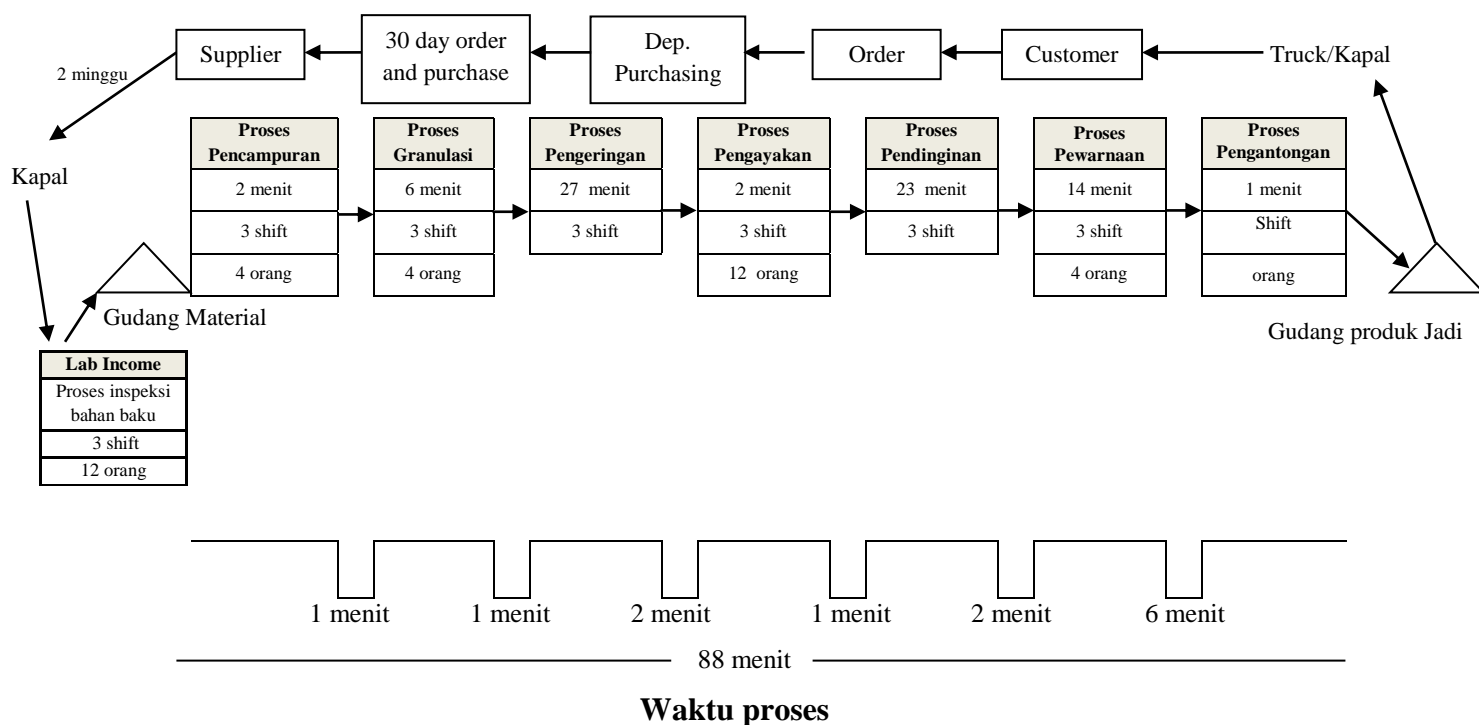 Supplier
30 day order
and purchase
Dep.
Purchasing
Order
Customer
Truck/Kapal
2 minggu
Kapal
Proses
Pencampuran
2 menit
3 shift
4 orang
Proses
Granulasi
6 menit
3 shift
4 orang
Proses
Pengeringan
27 menit
3 shift
Proses
Pengayakan
2 menit
3 shift
12 orang
Proses
Pendinginan
23 menit
3 shift
Proses
Pewarnaan
14 menit
3 shift
4 orang
Proses
Pengantongan
1 menit
Shift
orang
Gudang Material
Gudang produk Jadi
Lab Income
Proses inspeksi
bahan baku
3 shift
12 orang
1 menit
1 menit
2 menit
1 menit
2 menit
6 menit
88 menit
Waktu proses